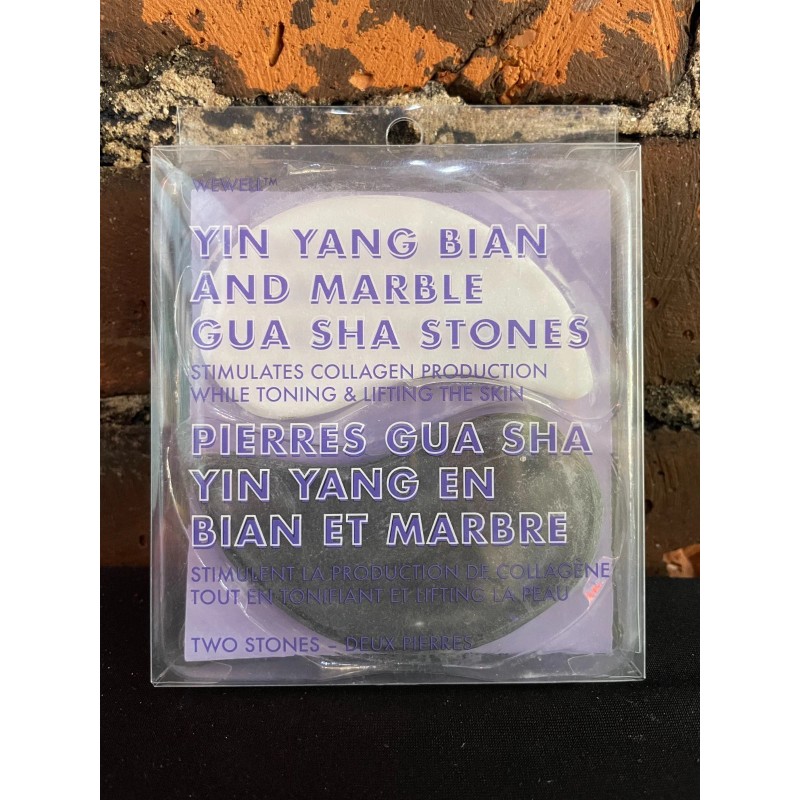 WEWELL™
YIN YANG BIAN
AND MARBLE
GUA SHA STONES
STIMULATES COLLAGEN PRODUCTION
WHILE TONING & LIFTING THE SKIN
PIERRES GUA SHA
YIN YANG EN
BIAN ET MARBRE
STIMULENT LA PRODUCTION DE COLLAGÈNE
TOUT EN TONIFIANT ET LIFTING LA PEAU
TWO STONES – DEUX PIERRES